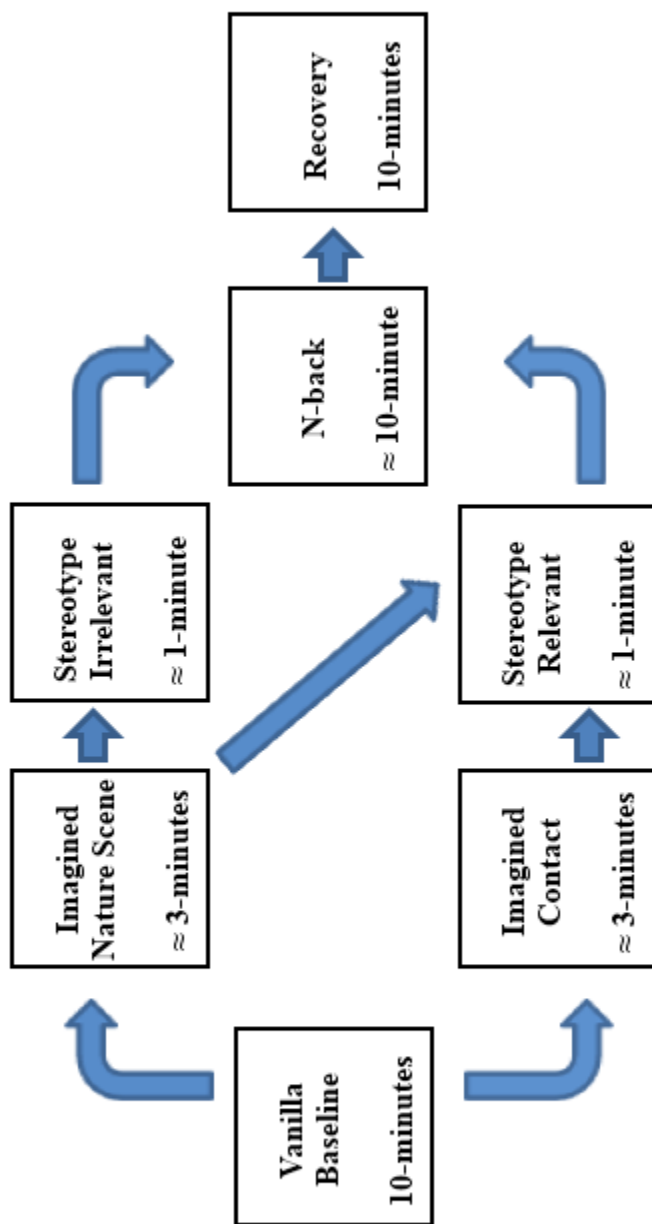 Vanilla
Baseline
10-minutes
Imagined
Nature Scene
≈ 3-minutes
Imagined
Contact
≈ 3-minutes
Stereotype
Irrelevant
≈ 1-minute
Stereotype
Relevant
≈ 1-minute
N-back
≈ 10-minute
Recovery
10-minutes